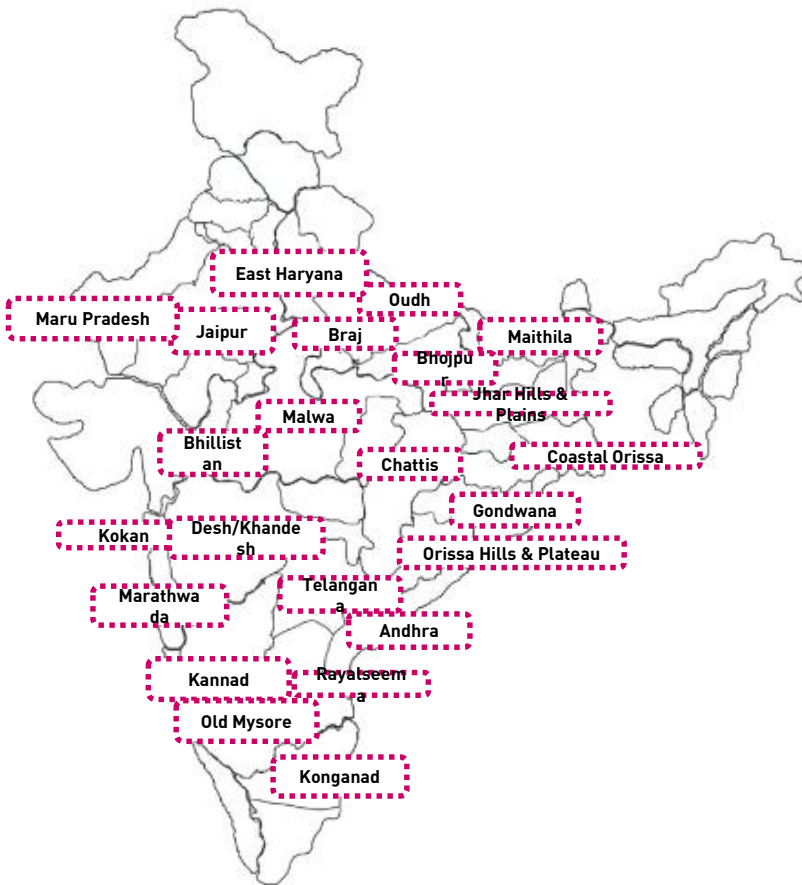 East Haryana
Oudh
Maru Pradesh
Jaipur
Braj
Maithila
Bhojpu
r
Jhar Hills &
Plains
Malwa
Bhillist
an
Chattis
Coastal Orissa
Gondwana
Kokan
Desh/Khande
sh
Orissa Hills & Plateau
Telangan
a
Marathwa
da
Andhra
Kannad
Rayalseem
a
Old Mysore
Konganad